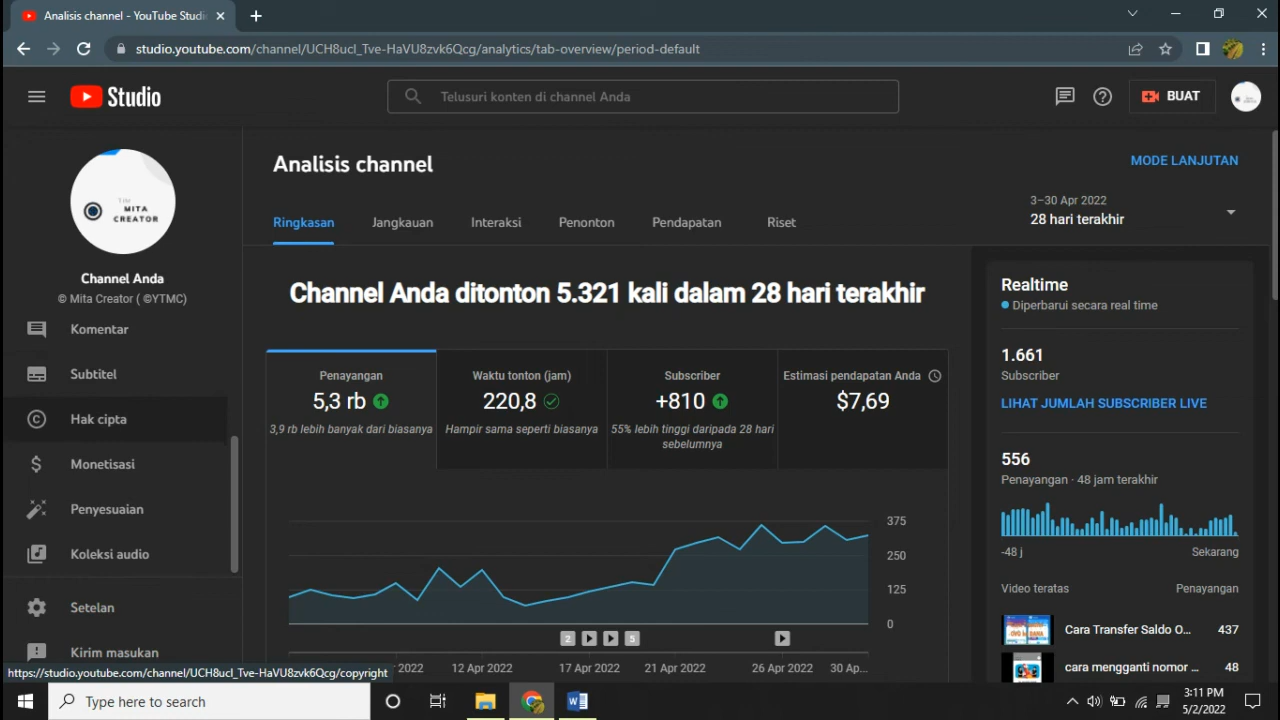 Analisis channel - YouTube Studi
studio.youtube.com/channel/UCH8ucl_Tve-HaVU8zvk6Qcg/analytics/tab-overview/period-default
Studio
Telusuri konten di channel Anda
BUAT
MITA
CREATOR
Channel Anda
© Mita Creator ( ©YTMC)
Komentar
Subtitel
Hak cipta
Monetisasi
Penyesuaian
Koleksi audio
Setelan
Kirim masukan
https://studio.youtube.com/channel/UCH8ucl_Tve-HaVU8zvk6Qcg/copyright
Analisis channel
MODE LANJUTAN
Ringkasan Jangkauan Interaksi Penonton Pendapatan Riset
3–30 Apr 2022
28 hari terakhir
Channel Anda ditonton 5.321 kali dalam 28 hari terakhir
Penayangan
5,3 rb
3,9 rb lebih banyak dari biasanya
Waktu tonton (jam)
220,8
Hampir sama seperti biasanya
Subscriber
+810
55% lebih tinggi daripada 28 hari
sebelumnya
Estimasi pendapatan Anda
$7,69
375
250
125
0
2 5
2022 12 Apr 2022 17 Apr 2022 21 Apr 2022 26 Apr 2022 30 Ap...
Realtime
Diperbarui secara real time
1.661
Subscriber
LIHAT JUMLAH SUBSCRIBER LIVE
556
Penayangan · 48 jam terakhir
-48 j Sekarang
Video teratas Penayangan
Cara Transfer Saldo O... 437
cara mengganti nomor ... 48
Type here to search
3:11 PM
5/2/2022